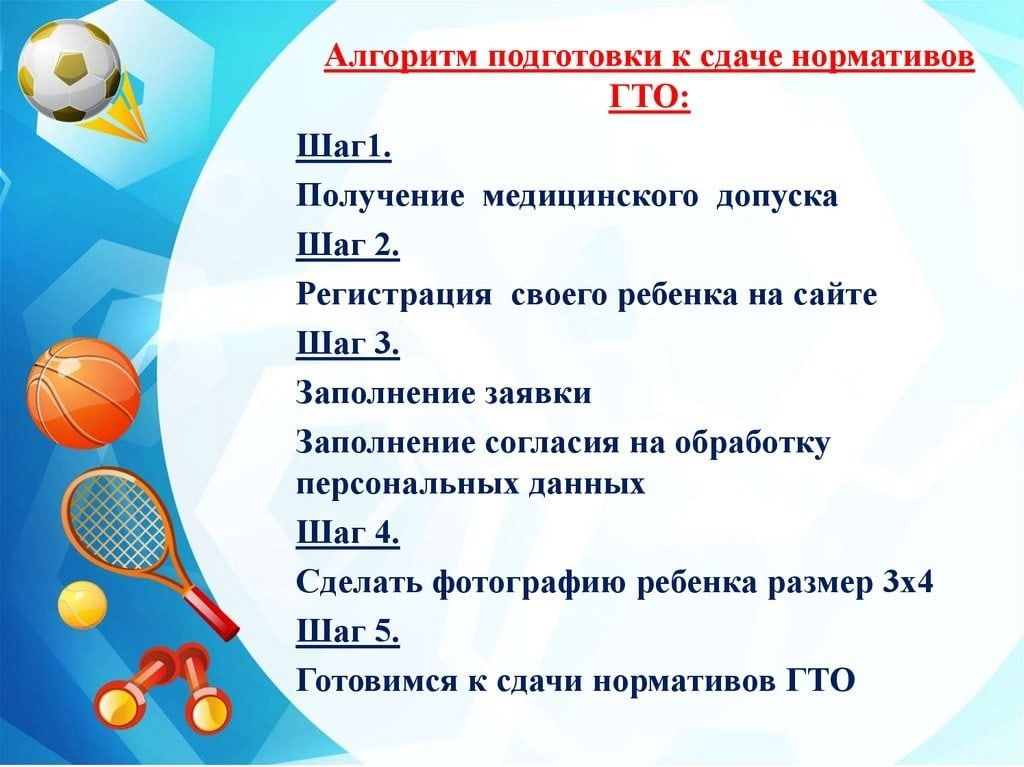 Алгоритм подготовки к сдаче нормативов
ГТО:
Шаг1.
Получение медицинского допуска
Шаг 2.
Регистрация своего ребенка на сайте
Шаг 3.
Заполнение заявки
Заполнение согласия на обработку
персональных данных
Шаг 4.
Сделать фотографию ребенка размер 3х4
Шаг 5.
Готовимся к сдачи нормативов ГТО